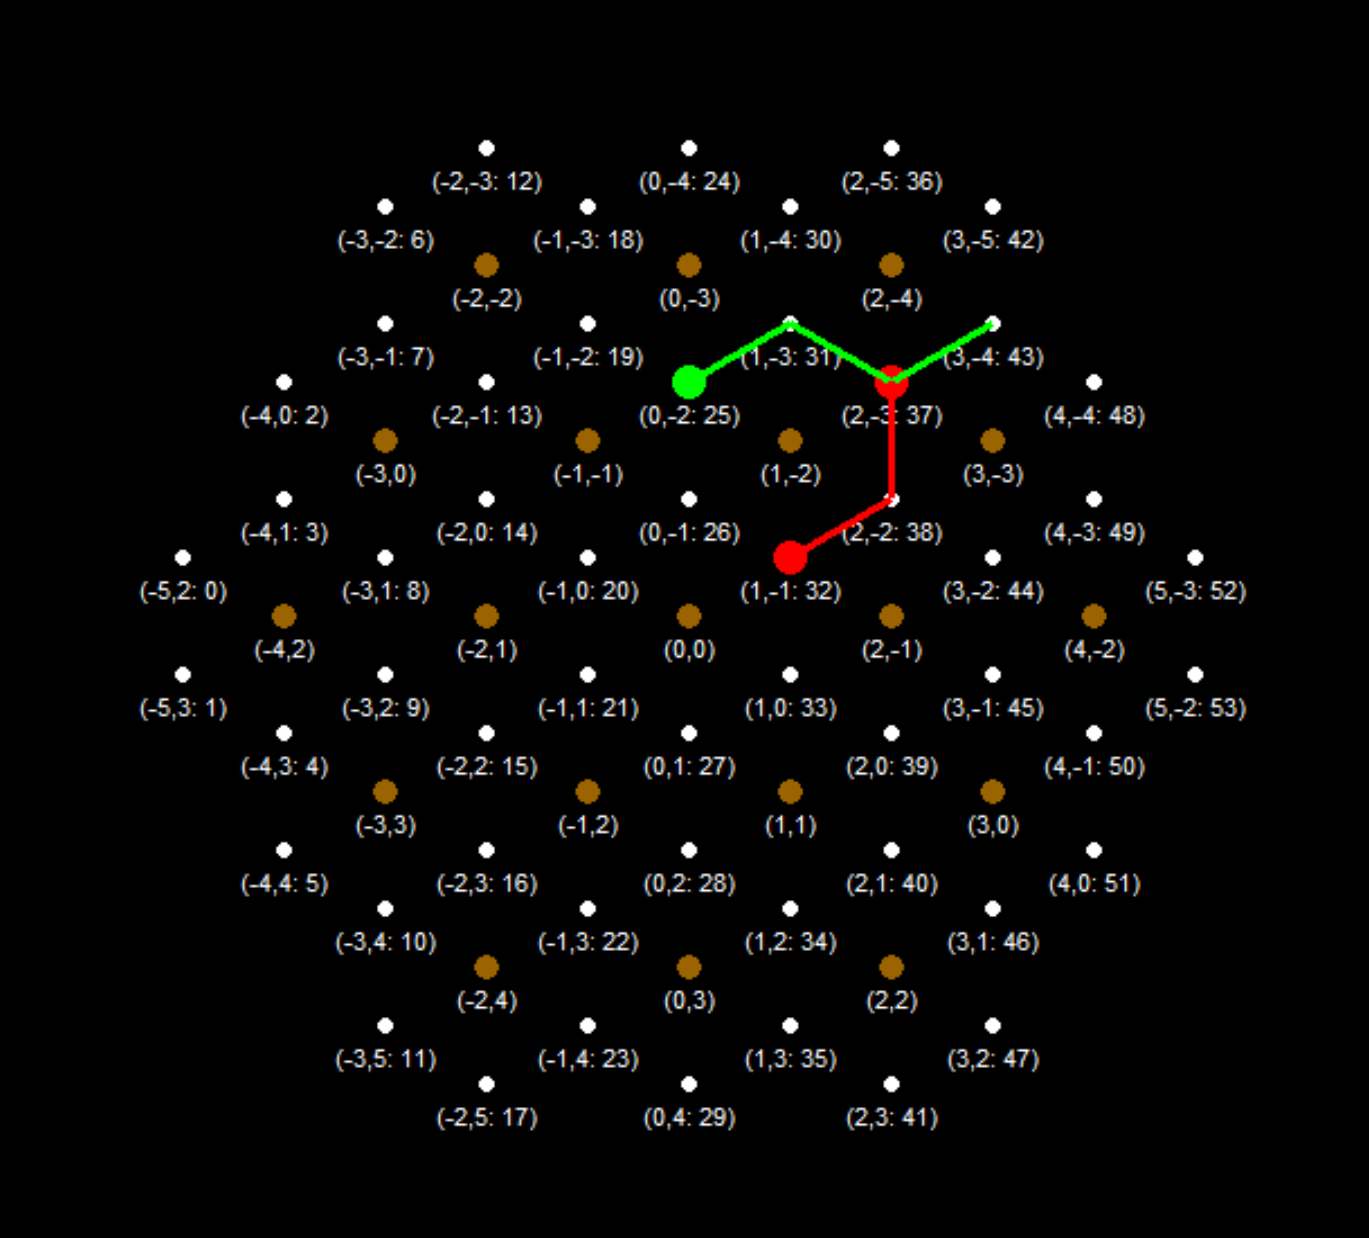 (-2,-3: 12) (0,-4: 24) (2,-5: 36)
(-3,-2: 6) (-1,-3: 18) (1,-4: 30) (3,-5: 42)
(-2,-2) (0,-3) (2,-4)
(-3,-1: 7) (-1,-2: 19) (1,-3: 31) (3,-4: 43)
(-4,0: 2) (-2,-1: 13) (0,-2: 25) (2,-3: 37) (4,-4: 48)
(-3,0) (-1,-1) (1,-2) (3,-3)
(-4,1: 3) (-2,0: 14) (0,-1: 26) (2,-2: 38) (4,-3: 49)
(-5,2: 0) (-3,1: 8) (-1,0: 20) (1,-1: 32) (3,-2: 44) (5,-3: 52)
(-4,2) (-2,1) (0,0) (2,-1) (4,-2)
(-5,3: 1) (-3,2: 9) (-1,1: 21) (1,0: 33) (3,-1: 45) (5,-2: 53)
(-4,3: 4) (-2,2: 15) (0,1: 27) (2,0: 39) (4,-1: 50)
(-3,3) (-1,2) (1,1) (3,0)
(-4,4: 5) (-2,3: 16) (0,2: 28) (2,1: 40) (4,0: 51)
(-3,4: 10) (-1,3: 22) (1,2: 34) (3,1: 46)
(-2,4) (0,3) (2,2)
(-3,5: 11) (-1,4: 23) (1,3: 35) (3,2: 47)
(-2,5: 17) (0,4: 29) (2,3: 41)